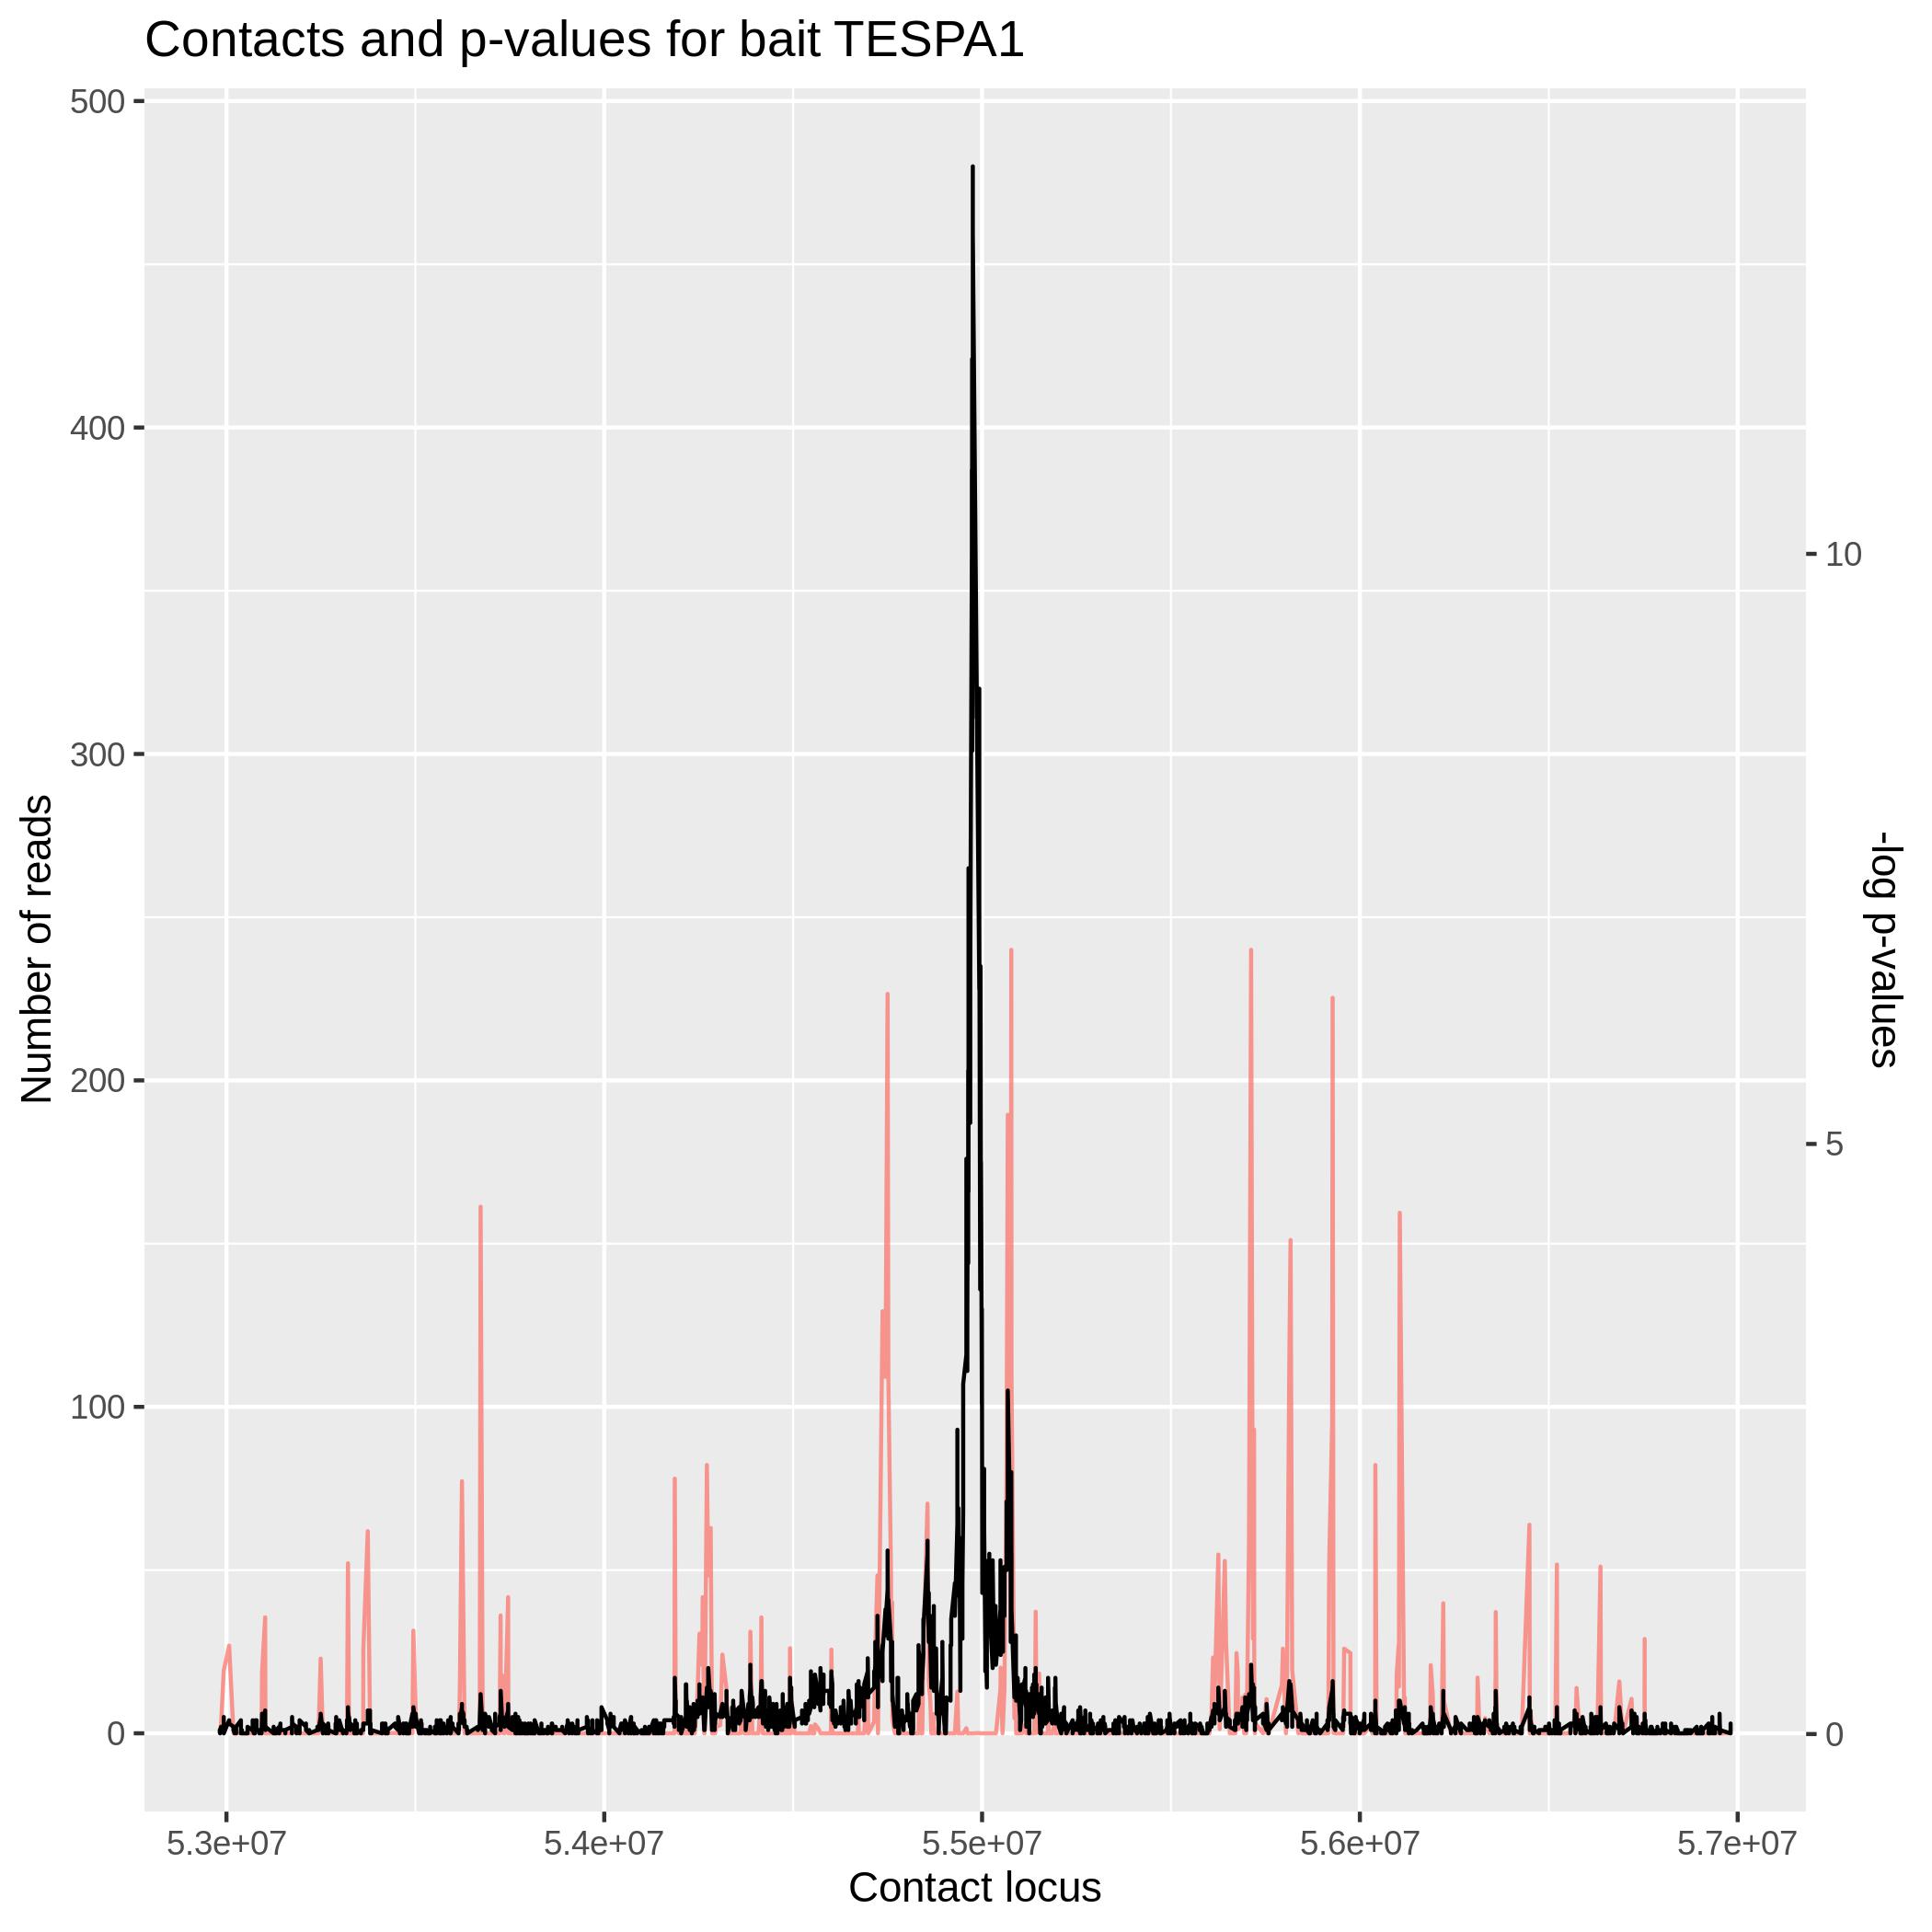 Contacts and p-values for bait TESPA1
500
400
300
200
100
0
Number of reads
10
5
0
-log p-values
5.3e+07 5.4e+07 5.5e+07 5.6e+07 5.7e+07
Contact locus